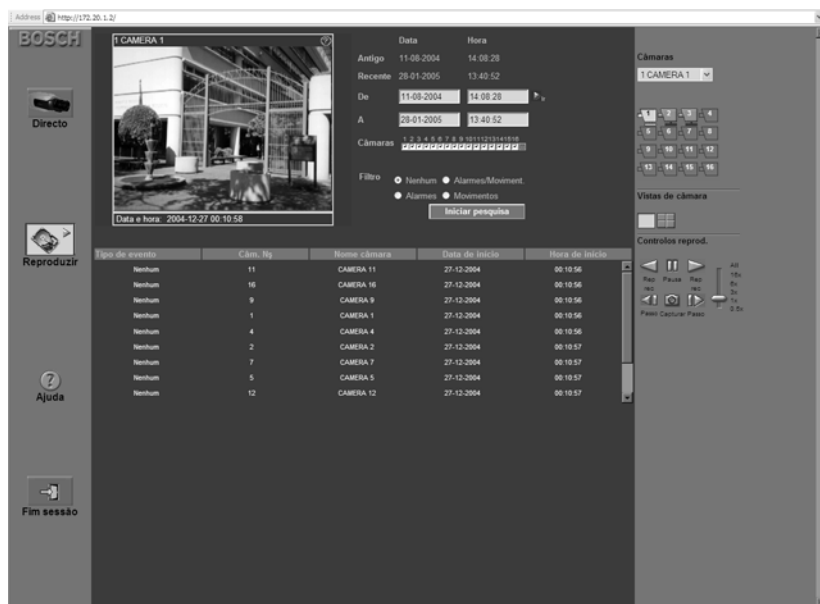 Address http://172.20.1.2/
BOSCH
Directo
Reproduzir
Ajuda
Fim sessão
1 CAMERA 1
Data e hora: 2004-12-27 00:10:58
Data Hora
Antigo 11-08-2004 14:08:28
Recente 28-01-2005 13:40:52
De 11-08-2004 14:08:28
A 28-01-2005 13:40:52
Câmaras 1 2 3 4 5 6 7 8 9 10 11 12 13 14 15 16
Filtro Nenhum Alarmes/Moviment.
Alarmes Movimentos
Iniciar pesquisa
Tipo de evento Câm. Nº Nome câmara Data de início Hora de início
Nenhum 11 CAMERA 11 27-12-2004 00:10:56
Nenhum 16 CAMERA 16 27-12-2004 00:10:56
Nenhum 9 CAMERA 9 27-12-2004 00:10:56
Nenhum 1 CAMERA 1 27-12-2004 00:10:56
Nenhum 4 CAMERA 4 27-12-2004 00:10:56
Nenhum 2 CAMERA 2 27-12-2004 00:10:57
Nenhum 7 CAMERA 7 27-12-2004 00:10:57
Nenhum 5 CAMERA 5 27-12-2004 00:10:57
Nenhum 12 CAMERA 12 27-12-2004 00:10:57
Câmaras
1 CAMERA 1
1 2 3 4
5 6 7 8
9 10 11 12
13 14 15 16
Vistas de câmara
Controlos reprod.
Rep rec Pausa Rep
Passo Capturar Passo
Alt
15x
6x
3x
1x
0.5x